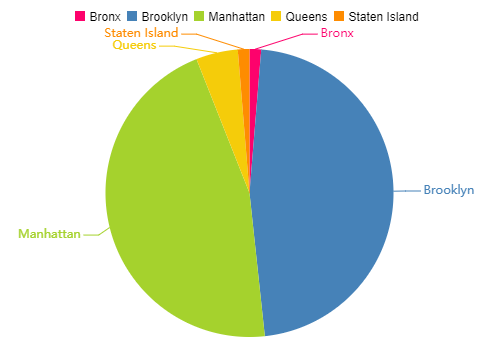 Bronx Brooklyn Manhattan Queens Staten Island
Staten Island Bronx
Queens
Brooklyn
Manhattan